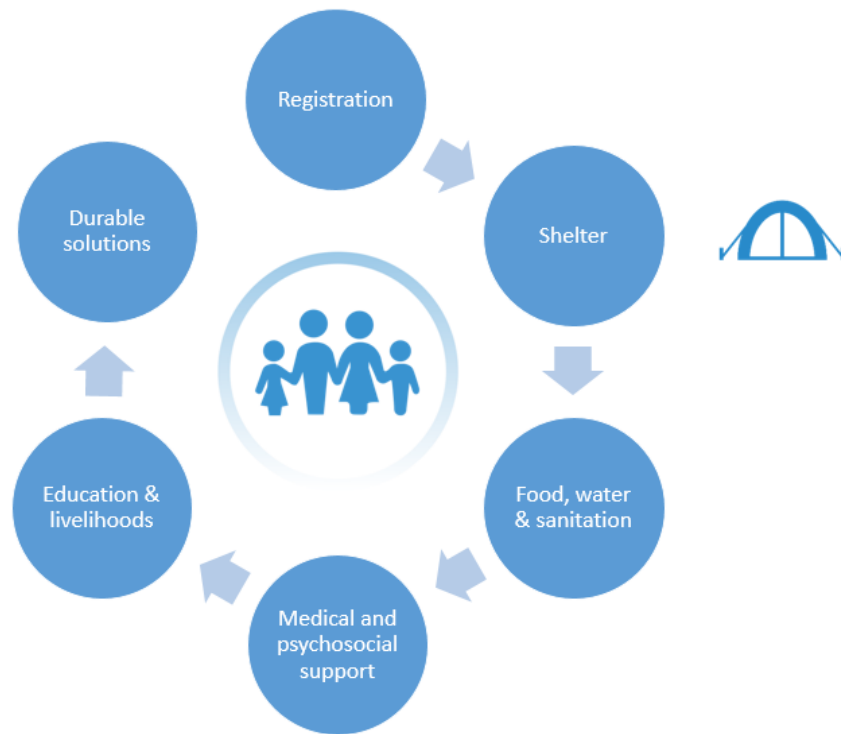 Registration
Shelter
Food, water
& sanitation
Medical and
psychosocial
support
Education &
livelihoods
Durable
solutions